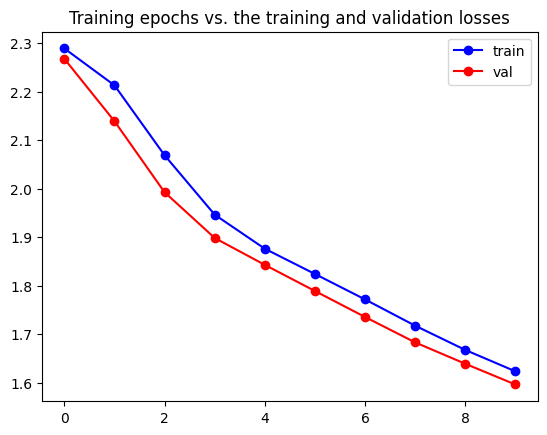 Training epochs vs. the training and validation losses
train
val
2.3
2.2
2.1
2.0
1.9
1.8
1.7
1.6
0 2 4 6 8